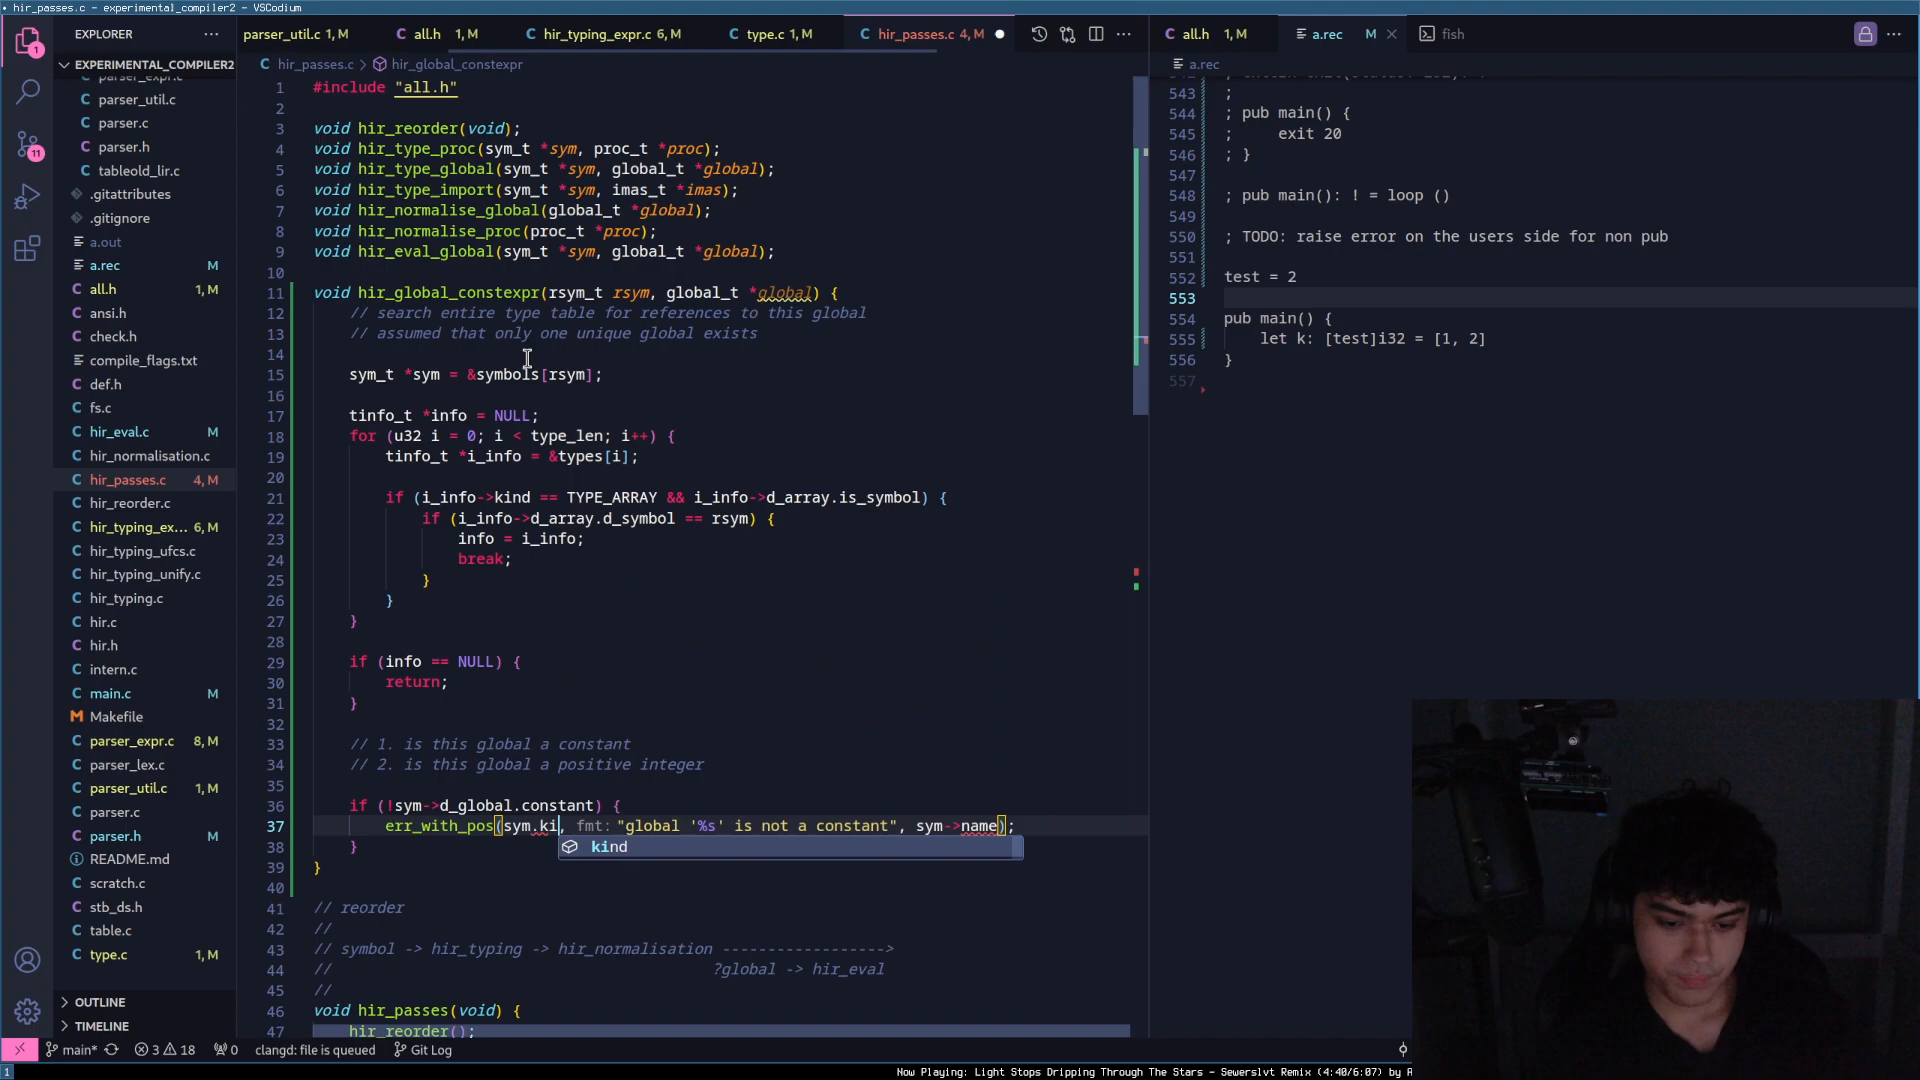 hir_passes.c - experimental_compiler2 - VSCodium
EXPLORER
parser_util.c 1, M
all.h 1, M
hir_typing_expr.c 6, M
type.c 1, M
hir_passes.c 4, M
all.h 1, M
a.rec M
fish
EXPERIMENTAL_COMPILER2
parser_expr.c
parser_util.c
parser.c
parser.h
tableold_lir.c
.gitattributes
.gitignore
a.out
a.rec M
all.h 1, M
ansi.h
check.h
compile_flags.txt
def.h
fs.c
hir_eval.c M
hir_normalisation.c
hir_passes.c 4, M
hir_reorder.c
hir_typing_ex... 6, M
hir_typing_ufcs.c
hir_typing_unify.c
hir_typing.c
hir.c
hir.h
intern.c
main.c M
Makefile
parser_expr.c 8, M
parser_lex.c
parser_util.c 1, M
parser.c
parser.h M
README.md
scratch.c
stb_ds.h
table.c
type.c 1, M
OUTLINE
TIMELINE
hir_passes.c > hir_global_constexpr
1 #include "all.h"
2
3 void hir_reorder(void);
4 void hir_type_proc(sym_t *sym, proc_t *proc);
5 void hir_type_global(sym_t *sym, global_t *global);
6 void hir_type_import(sym_t *sym, imas_t *imas);
7 void hir_normalise_global(global_t *global);
8 void hir_normalise_proc(proc_t *proc);
9 void hir_eval_global(sym_t *sym, global_t *global);
10
11 void hir_global_constexpr(rsym_t rsym, global_t *global) {
12 // search entire type table for references to this global
13 // assumed that only one unique global exists
14
15 sym_t *sym = &symbols[rsym];
16
17 tinfo_t *info = NULL;
18 for (u32 i = 0; i < type_len; i++) {
19 tinfo_t *i_info = &types[i];
20
21 if (i_info->kind == TYPE_ARRAY && i_info->d_array.is_symbol) {
22 if (i_info->d_array.d_symbol == rsym) {
23 info = i_info;
24 break;
25 }
26 }
27 }
28
29 if (info == NULL) {
30 return;
31 }
32
33 // 1. is this global a constant
34 // 2. is this global a positive integer
35
36 if (!sym->d_global.constant) {
37 err_with_pos(sym.ki, fmt: "global '%s' is not a constant", sym->name);
kind
38 }
39 }
40
41 // reorder
42 //
43 // symbol -> hir_typing -> hir_normalisation ------------------>
44 // ?global -> hir_eval
45 //
46 void hir_passes(void) {
47 hir_reorder();
a.rec
543 ;
544 ; pub main() {
545 ; exit 20
546 ; }
547
548 ; pub main(): ! = loop ()
549
550 ; TODO: raise error on the users side for non pub
551
552 test = 2
553
554 pub main() {
555 let k: [test]i32 = [1, 2]
556 }
557
1
11
main* 3 18 0 clangd: file is queued Git Log
1 Now Playing: Light Stops Dripping Through The Stars - Sewerslvt Remix (4:40/6:07) by